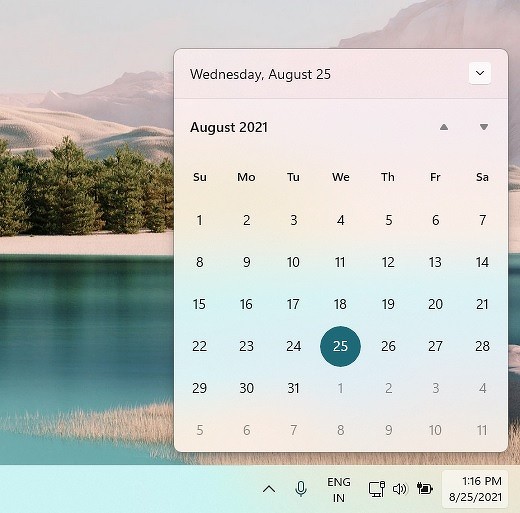 Wednesday, August 25
August 2021
Su Mo Tu We Th Fr Sa
1 2 3 4 5 6 7
8 9 10 11 12 13 14
15 16 17 18 19 20 21
22 23 24 25 26 27 28
29 30 31 1 2 3 4
5 6 7 8 9 10 11
ENG 1:16 PM
IN 8/25/2021